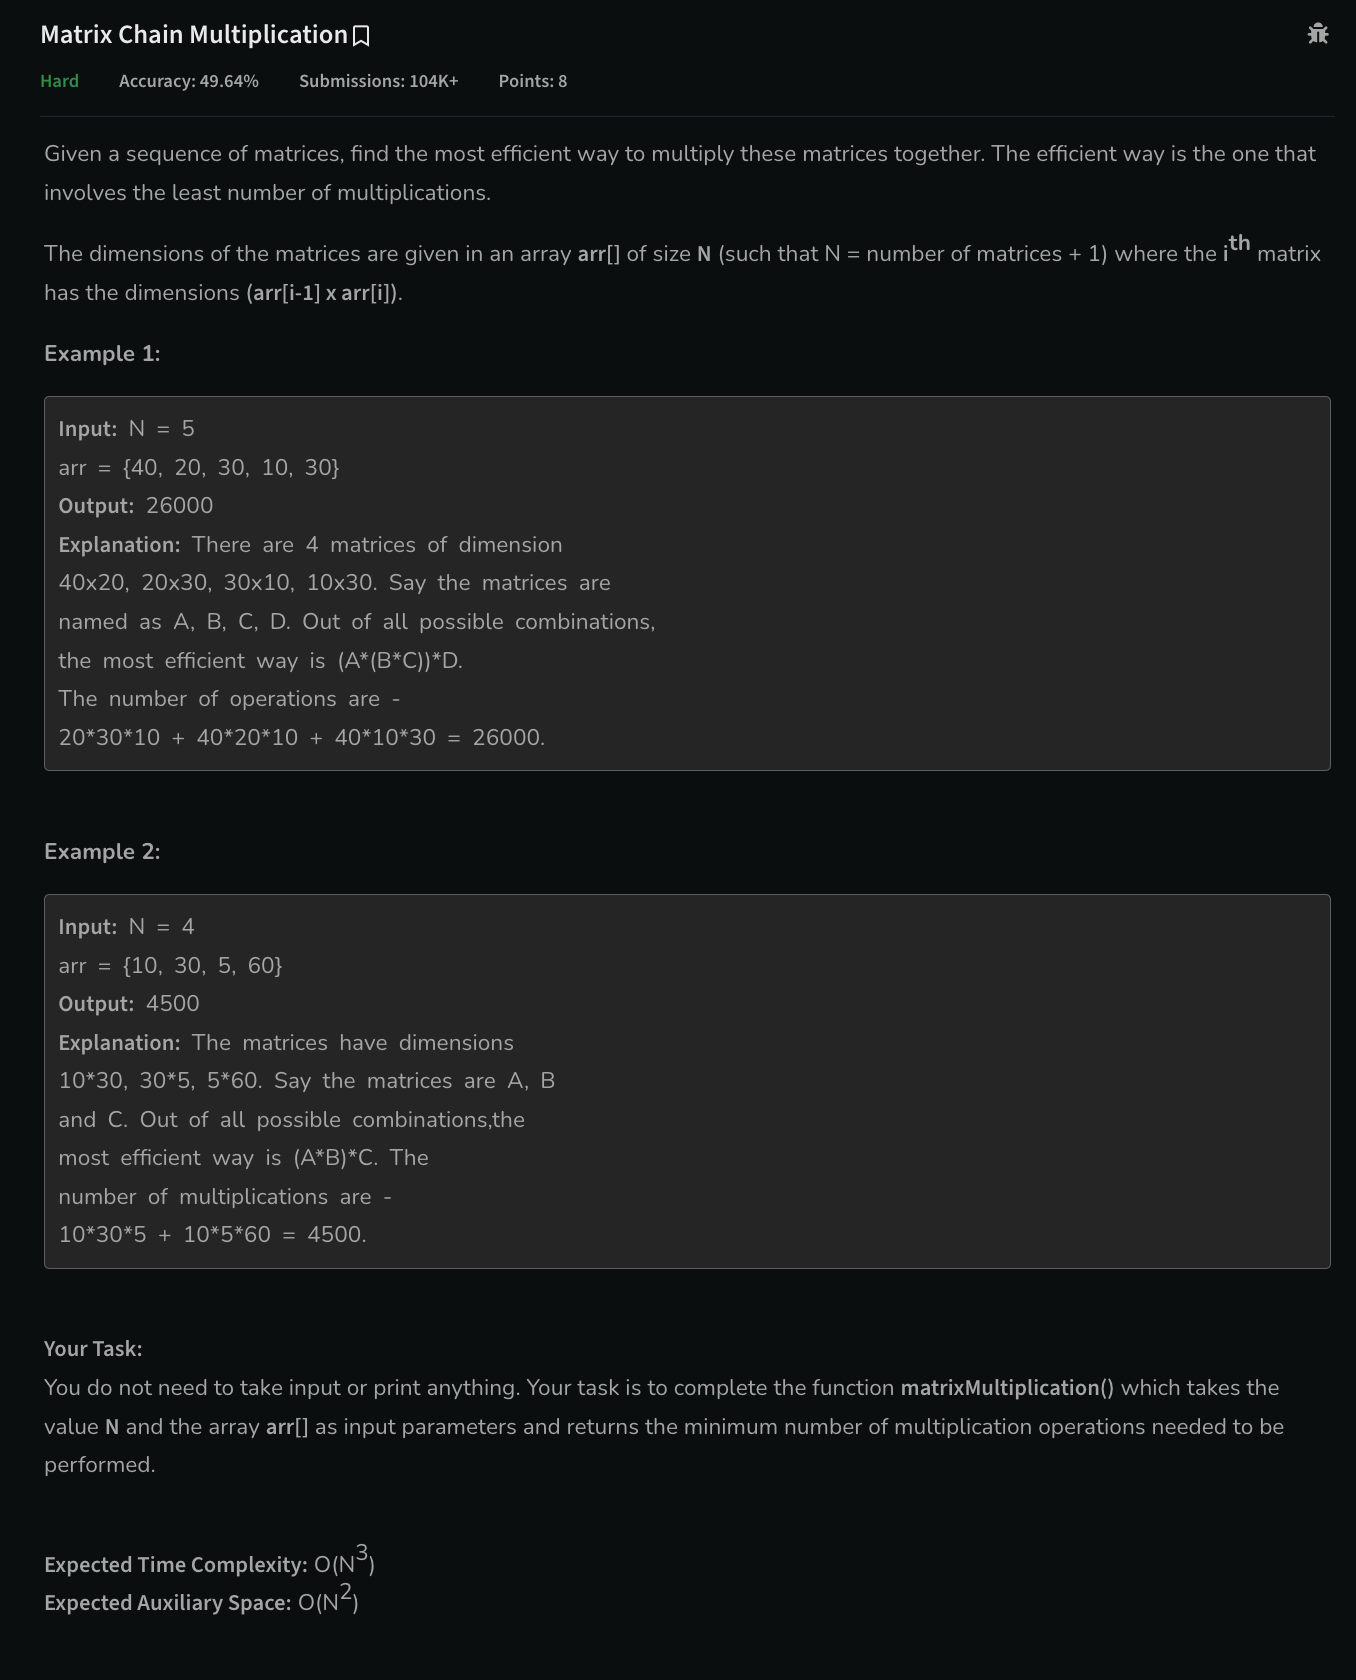 Matrix Chain Multiplication
Hard Accuracy: 49.64% Submissions: 104K+ Points: 8
Given a sequence of matrices, find the most efficient way to multiply these matrices together. The efficient way is the one that
involves the least number of multiplications.
The dimensions of the matrices are given in an array arr[] of size N (such that N = number of matrices + 1) where the i^th matrix
has the dimensions (arr[i-1] x arr[i]).
Example 1:
Input: N = 5
arr = {40, 20, 30, 10, 30}
Output: 26000
Explanation: There are 4 matrices of dimension
40x20, 20x30, 30x10, 10x30. Say the matrices are
named as A, B, C, D. Out of all possible combinations,
the most efficient way is (A*(B*C))*D.
The number of operations are -
20*30*10 + 40*20*10 + 40*10*30 = 26000.
Example 2:
Input: N = 4
arr = {10, 30, 5, 60}
Output: 4500
Explanation: The matrices have dimensions
10*30, 30*5, 5*60. Say the matrices are A, B
and C. Out of all possible combinations,the
most efficient way is (A*B)*C. The
number of multiplications are -
10*30*5 + 10*5*60 = 4500.
Your Task:
You do not need to take input or print anything. Your task is to complete the function matrixMultiplication() which takes the
value N and the array arr[] as input parameters and returns the minimum number of multiplication operations needed to be
performed.
Expected Time Complexity: O(N^3)
Expected Auxiliary Space: O(N^2)